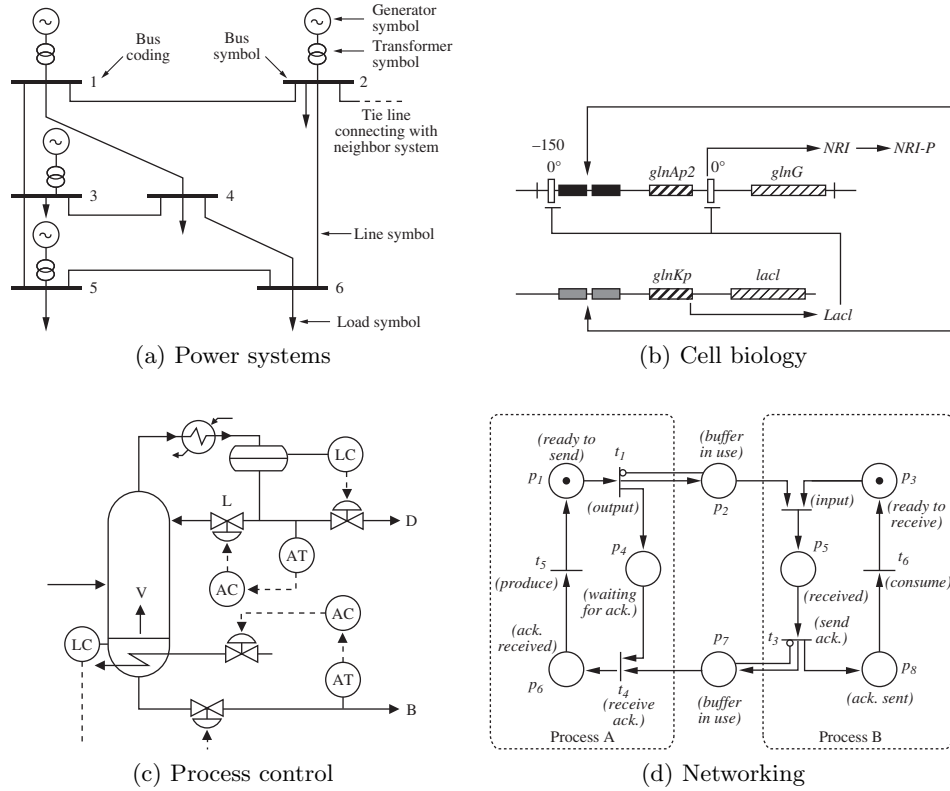 Generator
symbol
Transformer
symbol
Bus
coding
Bus
symbol
1
2
Tie line
connecting with
neighbor system
3
4
Line symbol
5
6
Load symbol
(a) Power systems
–150
0°
0°
NRI
NRI-P
glnAp2
glnG
glnKp
lacl
Lacl
(b) Cell biology
LC
L
D
AT
AC
V
AC
LC
AT
B
(c) Process control
(ready to
send)
t1
(buffer
in use)
p1
p3
(output)
p2
(input)
(ready to
receive)
p4
p5
t5
t6
(produce)
(waiting
for ack.)
(received)
(consume)
(ack.
received)
p7
(send
ack.)
t3
p6
t4
p8
(receive
ack.)
(buffer
in use)
(ack. sent)
Process A
Process B
(d) Networking